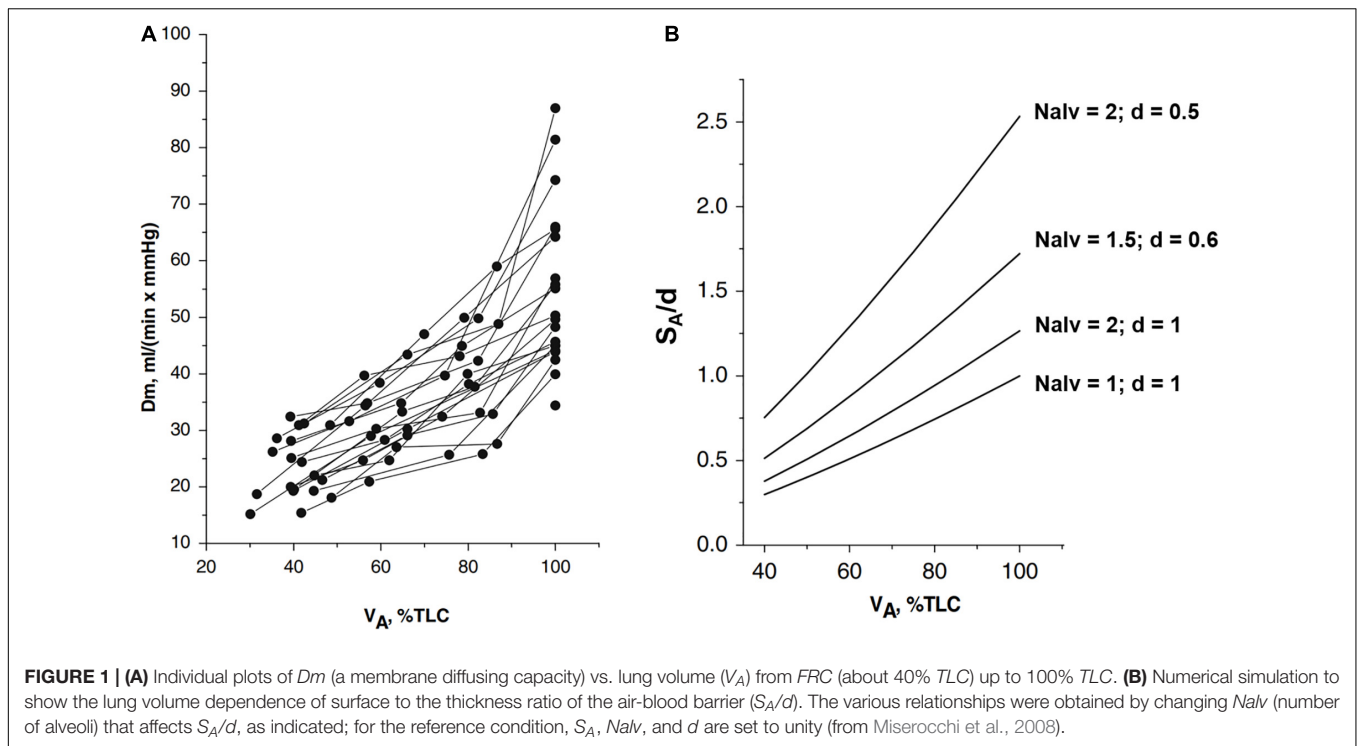 A
100
90
80
70
60
50
40
30
20
10
20
40
60
80
100
Dm, ml/(min x mmHg)
VA, %TLC
B
2.5
2.0
1.5
1.0
0.5
0.0
40
60
80
100
SA/d
VA, %TLC
Nalv = 2; d = 0.5
Nalv = 1.5; d = 0.6
Nalv = 2; d = 1
Nalv = 1; d = 1
FIGURE 1 | (A) Individual plots of Dm (a membrane diffusing capacity) vs. lung volume (VA) from FRC (about 40% TLC) up to 100% TLC. (B) Numerical simulation to
show the lung volume dependence of surface to the thickness ratio of the air-blood barrier (SA/d). The various relationships were obtained by changing Nalv (number
of alveoli) that affects SA/d, as indicated; for the reference condition, SA, Nalv, and d are set to unity (from Miserocchi et al., 2008).